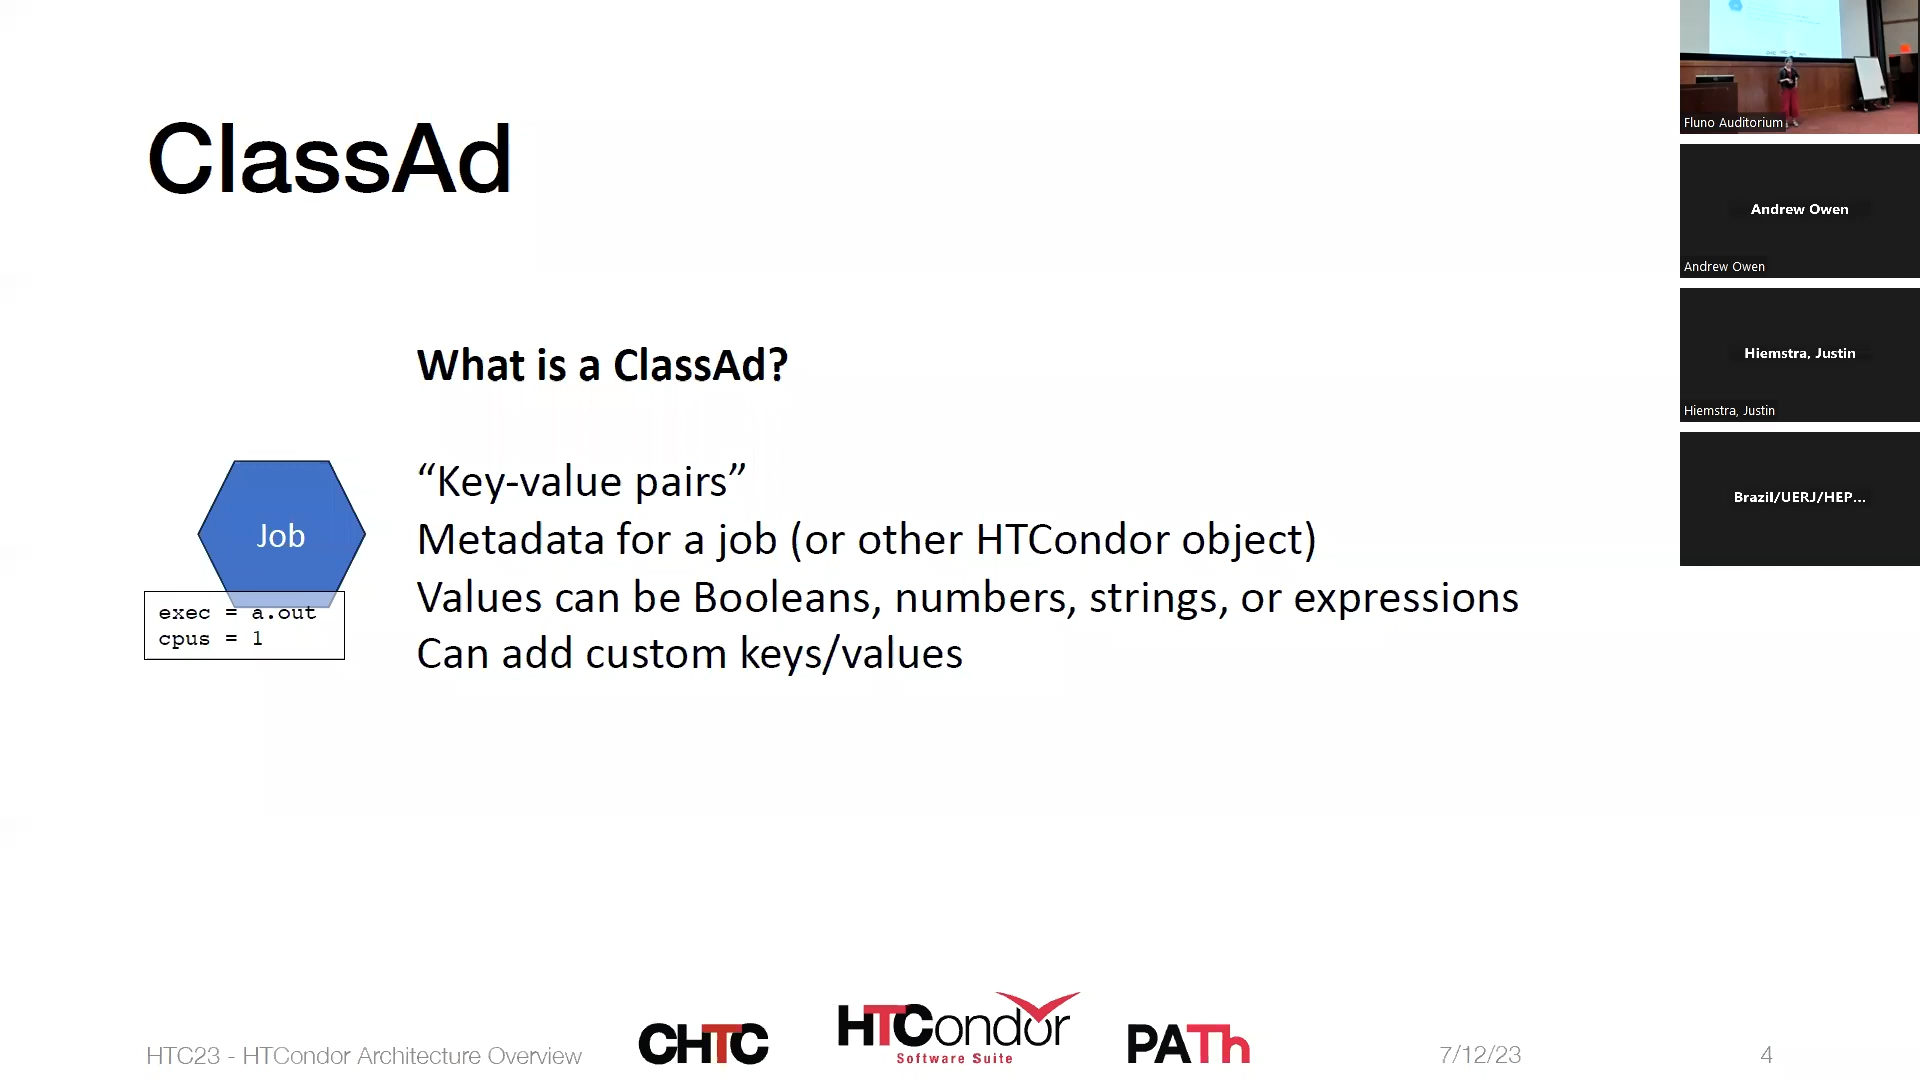 ClassAd
What is a ClassAd?
“Key-value pairs”
Metadata for a job (or other HTCondor object)
Values can be Booleans, numbers, strings, or expressions
Can add custom keys/values
Job
exec = a.out
cpus = 1
HTC23 - HTCondor Architecture Overview
CHTC
HTCondor
Software Suite
PATh
7/12/23
4
Fluno Auditorium
Andrew Owen
Andrew Owen
Hiemstra, Justin
Hiemstra, Justin
Brazil/UERJ/HEP...